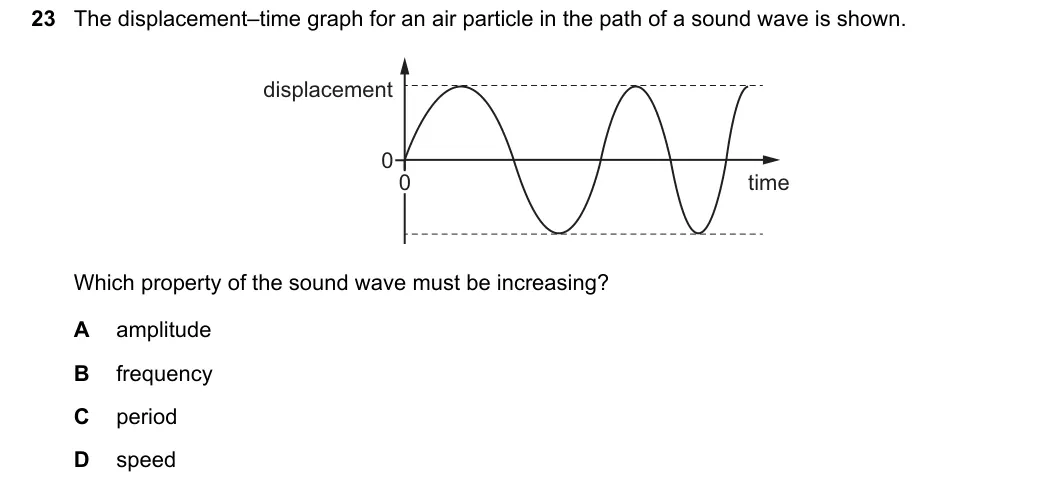 23 The displacement–time graph for an air particle in the path of a sound wave is shown.
displacement
0
0
time
Which property of the sound wave must be increasing?
A amplitude
B frequency
C period
D speed